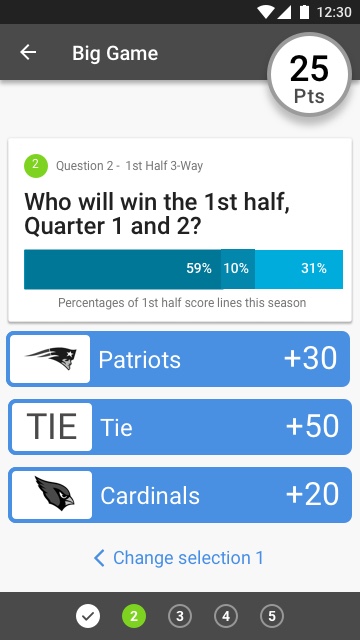 12:30
Big Game
25
Pts
2
Question 2 - 1st Half 3-Way
Who will win the 1st half,
Quarter 1 and 2?
59% 10% 31%
Percentages of 1st half score lines this season
Patriots +30
TIE Tie +50
Cardinals +20
Change selection 1
2 3 4 5